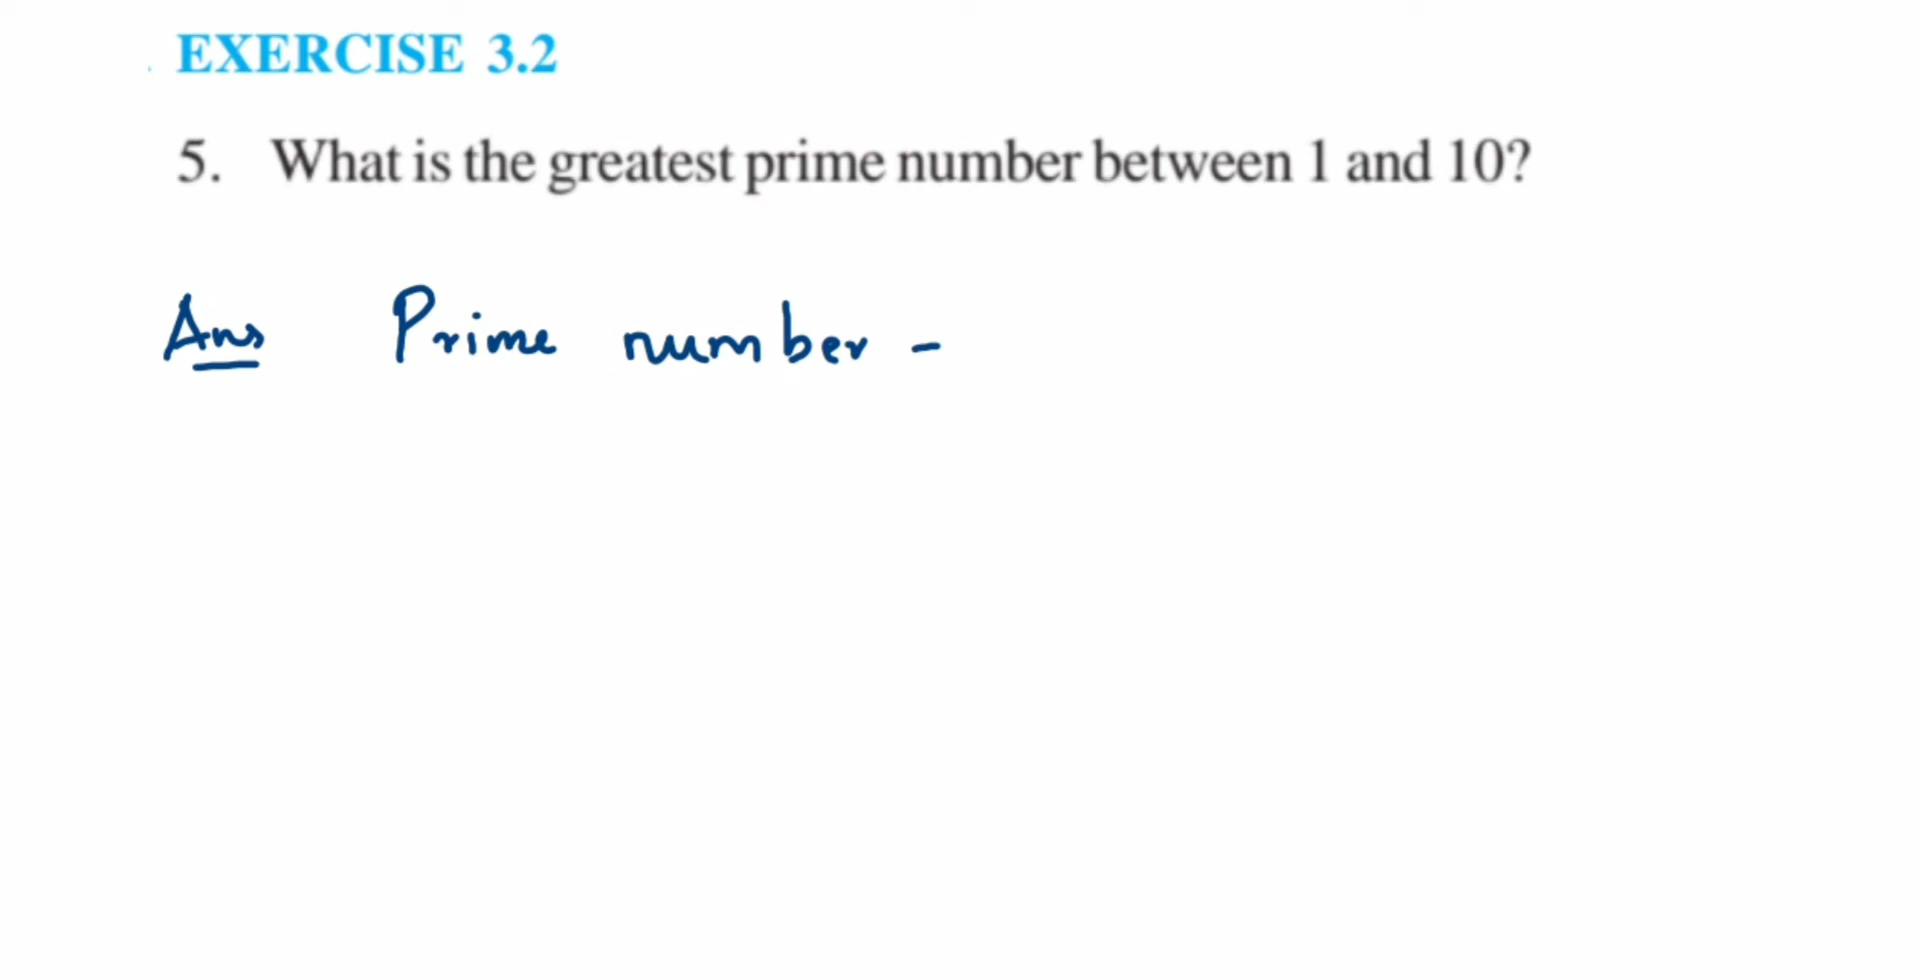 EXERCISE 3.2
5. What is the greatest prime number between 1 and 10?
Ans Prime number -